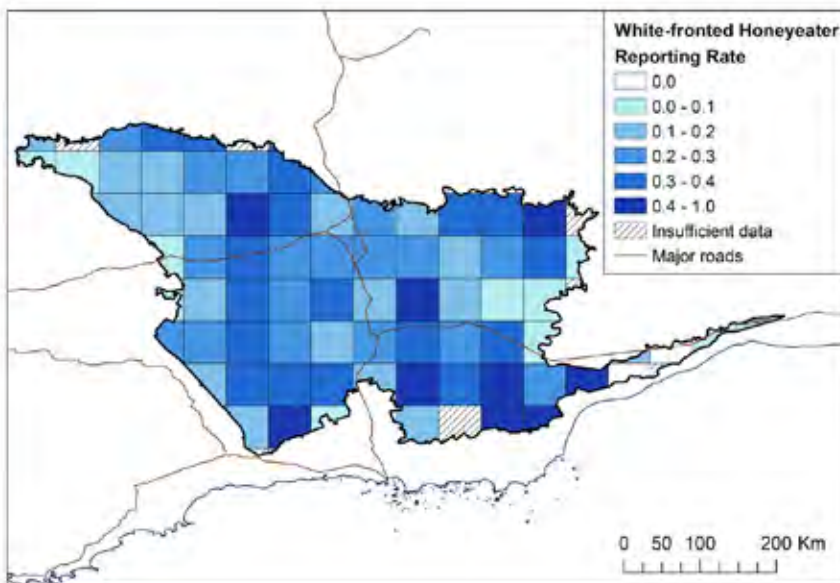 White-fronted Honeyeater
Reporting Rate
0.0
0.0 - 0.1
0.1 - 0.2
0.2 - 0.3
0.3 - 0.4
0.4 - 1.0
Insufficient data
Major roads
0 50 100 200 Km